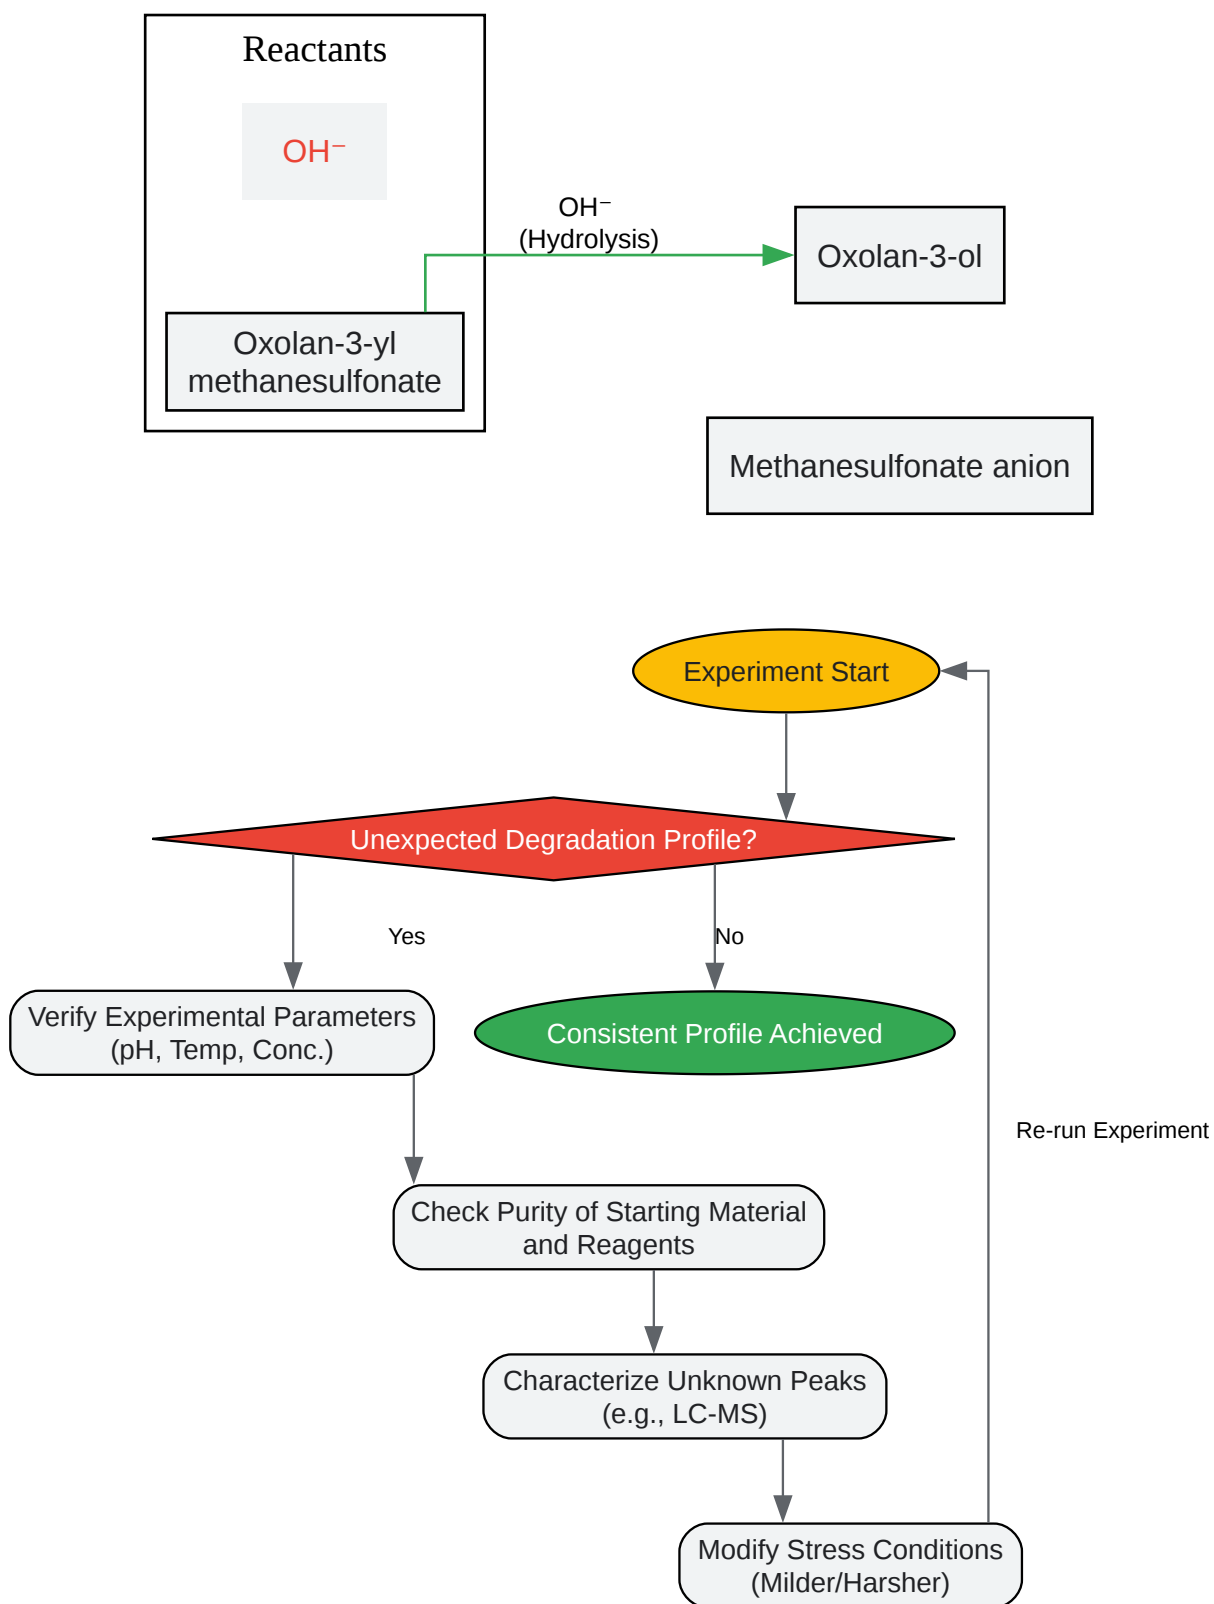 Reactants
OH⁻
OH⁻
(Hydrolysis)
Oxolan-3-ol
Oxolan-3-yl
methanesulfonate
Methanesulfonate anion
Experiment Start
Unexpected Degradation Profile?
Yes
No
Verify Experimental Parameters
(pH, Temp, Conc.)
Consistent Profile Achieved
Re-run Experiment
Check Purity of Starting Material
and Reagents
Characterize Unknown Peaks
(e.g., LC-MS)
Modify Stress Conditions
(Milder/Harsher)